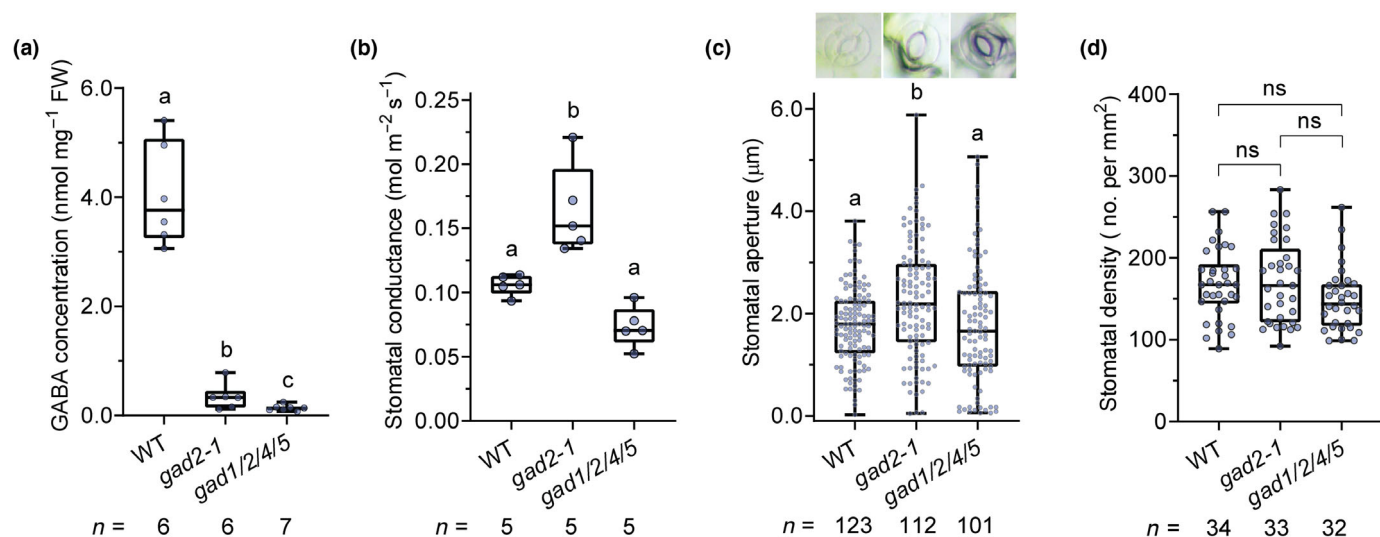 (a)
GABA concentration (nmol mg⁻¹ FW)
6.0
4.0
2.0
0.0
a
b
c
WT
gad2-1
gad1/2/4/5
n = 6 6 7
(b)
Stomatal conductance (mol m⁻² s⁻¹)
0.25
0.20
0.15
0.10
0.05
0.00
a
b
a
WT
gad2-1
gad1/2/4/5
5 5 5
(c)
Stomatal aperture (µm)
6.0
4.0
2.0
0.0
a
b
a
WT
gad2-1
gad1/2/4/5
n = 123 112 101
(d)
Stomatal density ( no. per mm²)
400
300
200
100
0
ns
ns
ns
WT
gad2-1
gad1/2/4/5
n = 34 33 32